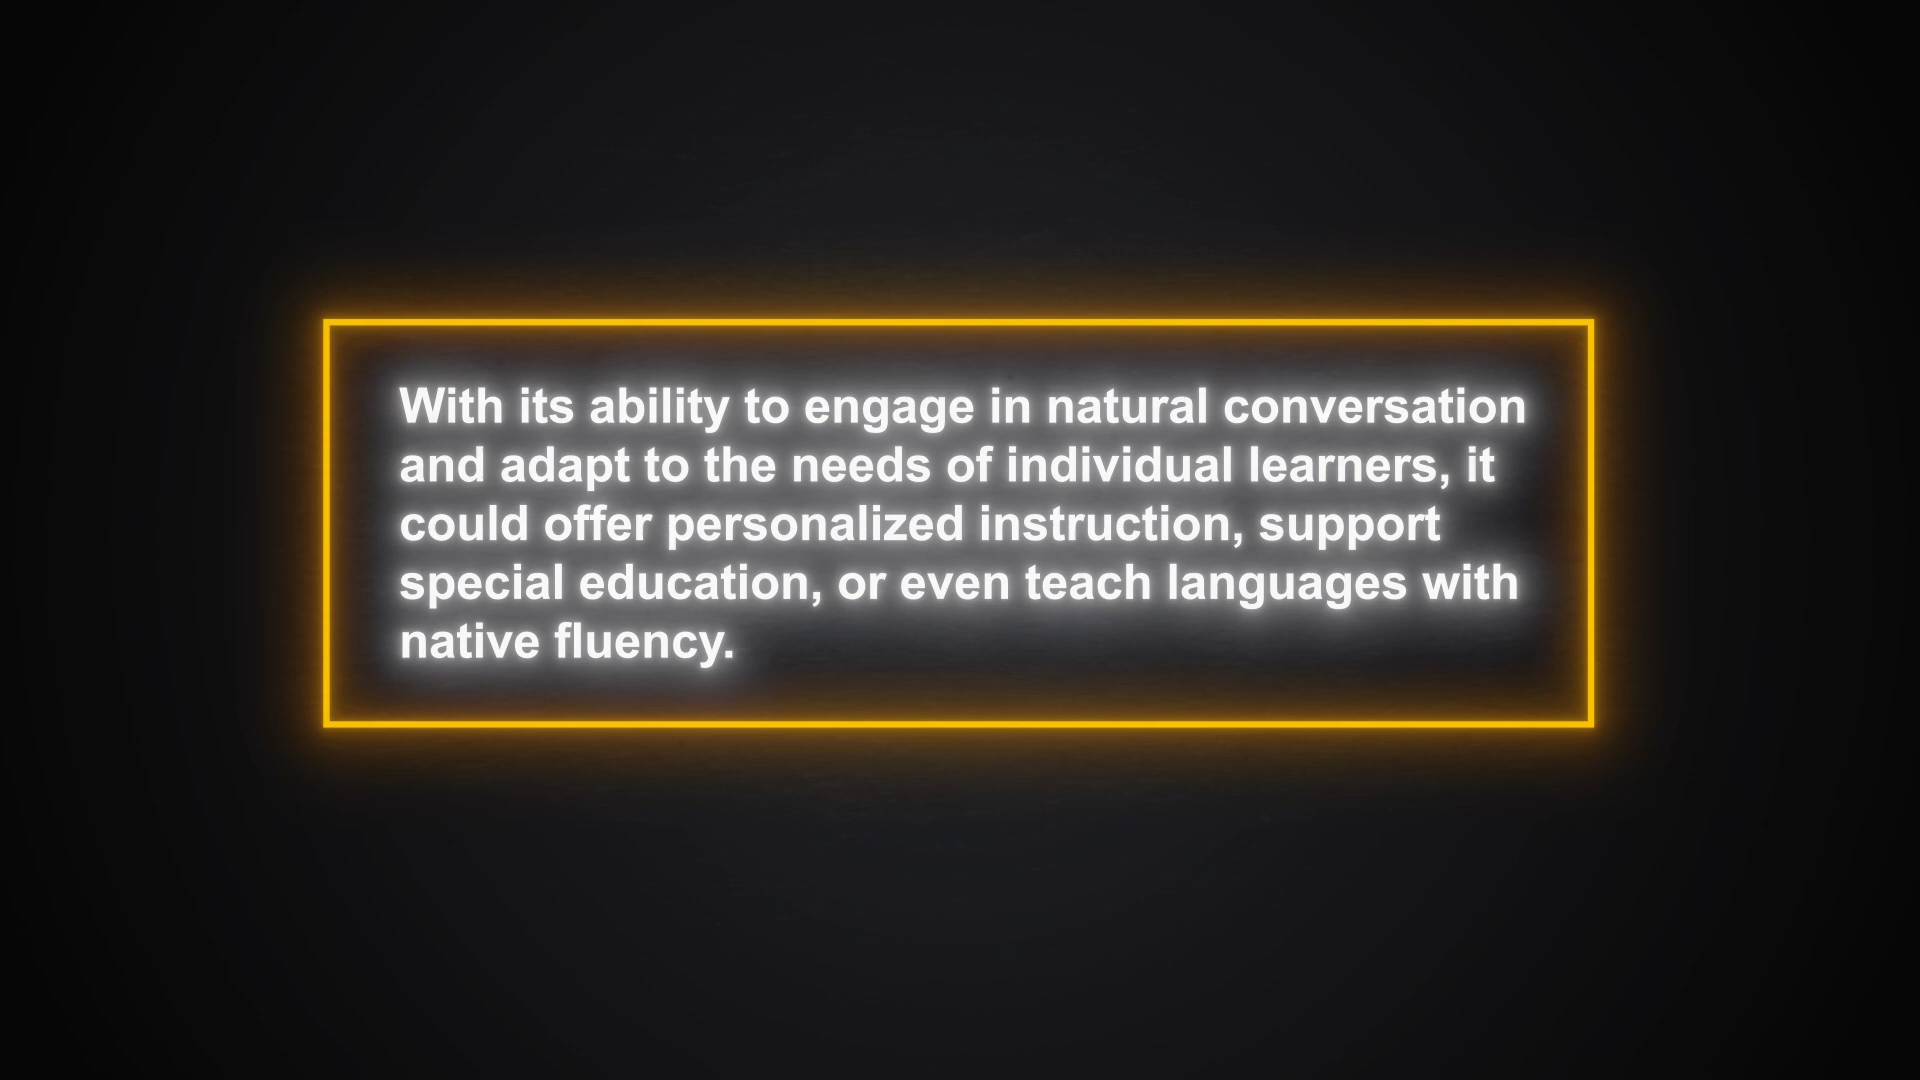 With its ability to engage in natural conversation
and adapt to the needs of individual learners, it
could offer personalized instruction, support
special education, or even teach languages with
native fluency.